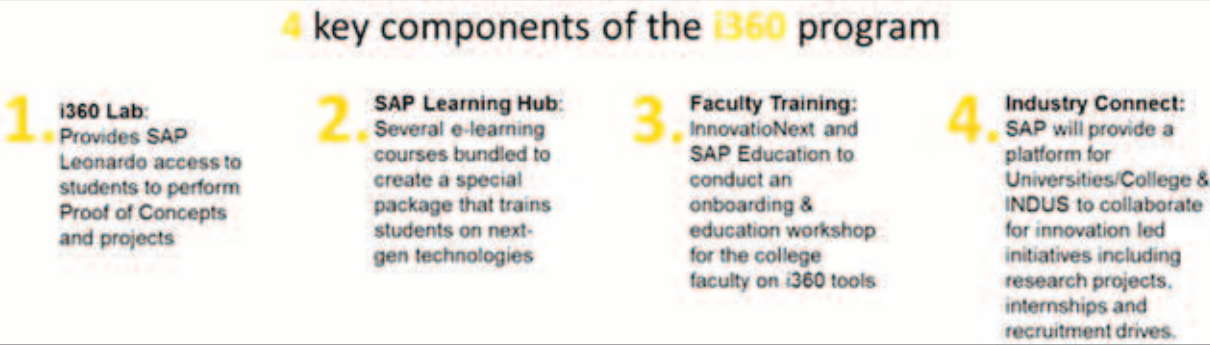 4 key components of the i360 program
1.
i360 Lab:
Provides SAP
Leonardo access to
students to perform
Proof of Concepts
and projects
2.
SAP Learning Hub:
Several e-learning
courses bundled to
create a special
package that trains
students on next-
gen technologies
3.
Faculty Training:
InnovatioNext and
SAP Education to
conduct an
onboarding &
education workshop
for the college
faculty on i360 tools
4.
Industry Connect:
SAP will provide a
platform for
Universities/College &
INDUS to collaborate
for innovation led
initiatives including
research projects,
internships and
recruitment drives.